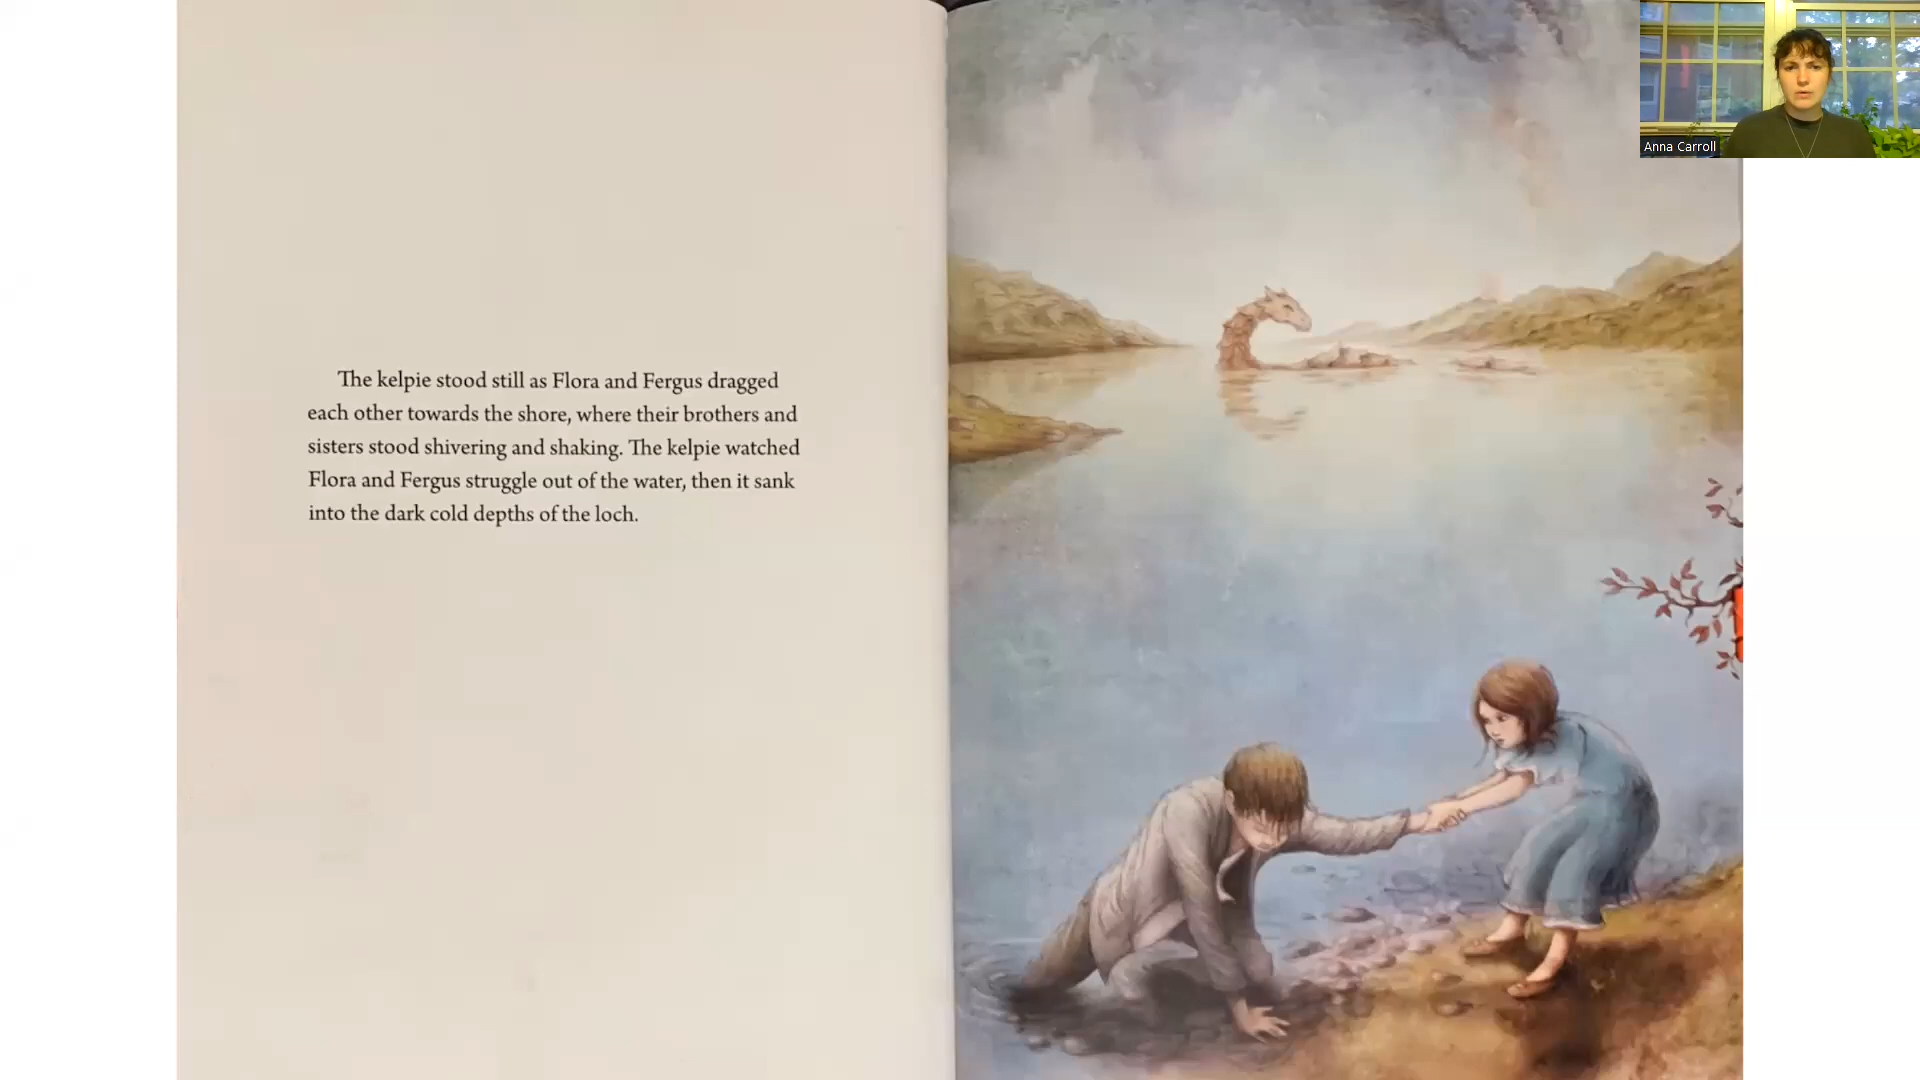 Anna Carroll
The kelpie stood still as Flora and Fergus dragged
each other towards the shore, where their brothers and
sisters stood shivering and shaking. The kelpie watched
Flora and Fergus struggle out of the water, then it sank
into the dark cold depths of the loch.